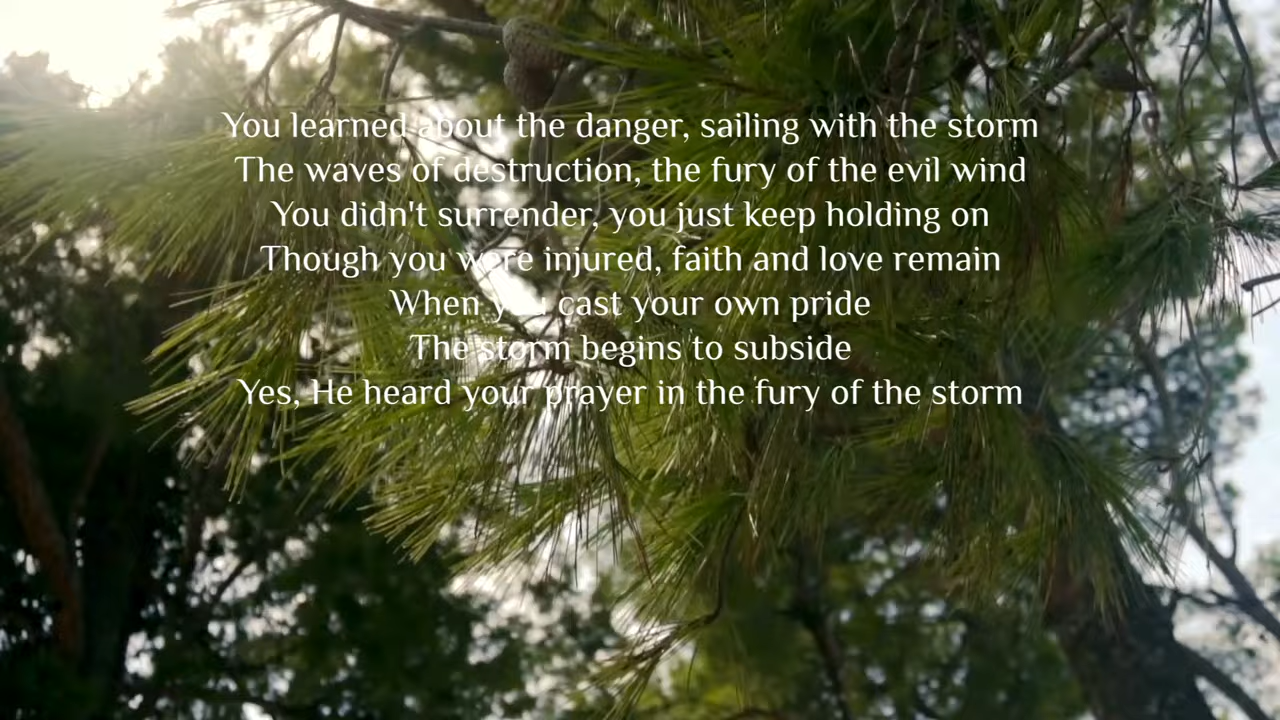 You learned about the danger, sailing with the storm
The waves of destruction, the fury of the evil wind
You didn't surrender, you just keep holding on
Though you were injured, faith and love remain
When you cast your own pride
The storm begins to subside
Yes, He heard your prayer in the fury of the storm